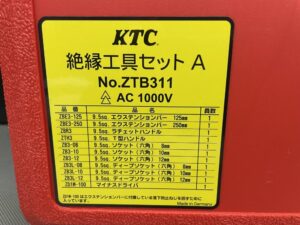 KTC
絶縁工具セット A
No.ZTB311
AC 1000V
品番 品名 員数
ZBE3-125 9.5sq. エクステンションバー 125mm 1
ZBE3-250 9.5sq. エクステンションバー 250mm 1
ZBR3 9.5sq. ラチェットハンドル 1
ZTH3 9.5sq. T型ハンドル 1
ZB3-08 9.5sq. ソケット(六角) 8mm 1
ZB3-10 9.5sq. ソケット(六角) 10mm 1
ZB3-12 9.5sq. ソケット(六角) 12mm 1
ZB3L-08 9.5sq. ディープソケット(六角) 8mm 1
ZB3L-10 9.5sq. ディープソケット(六角) 10mm 1
ZB3L-12 9.5sq. ディープソケット(六角) 12mm 1
ZD1M-100 マイナスドライバ 1
Made in Germany